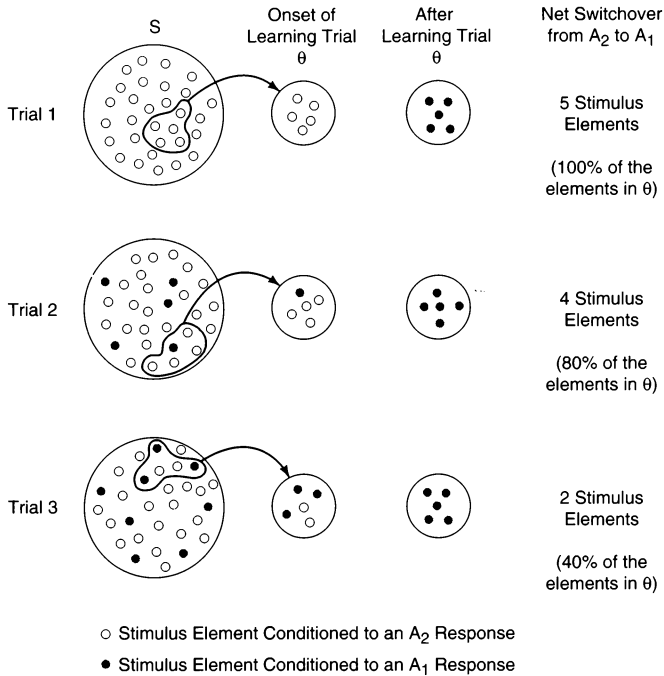 S
Onset of
Learning Trial
θ
After
Learning Trial
θ
Net Switchover
from A₂ to A₁
Trial 1
5 Stimulus
Elements
(100% of the
elements in θ)
Trial 2
4 Stimulus
Elements
(80% of the
elements in θ)
Trial 3
2 Stimulus
Elements
(40% of the
elements in θ)
Stimulus Element Conditioned to an A₂ Response
Stimulus Element Conditioned to an A₁ Response